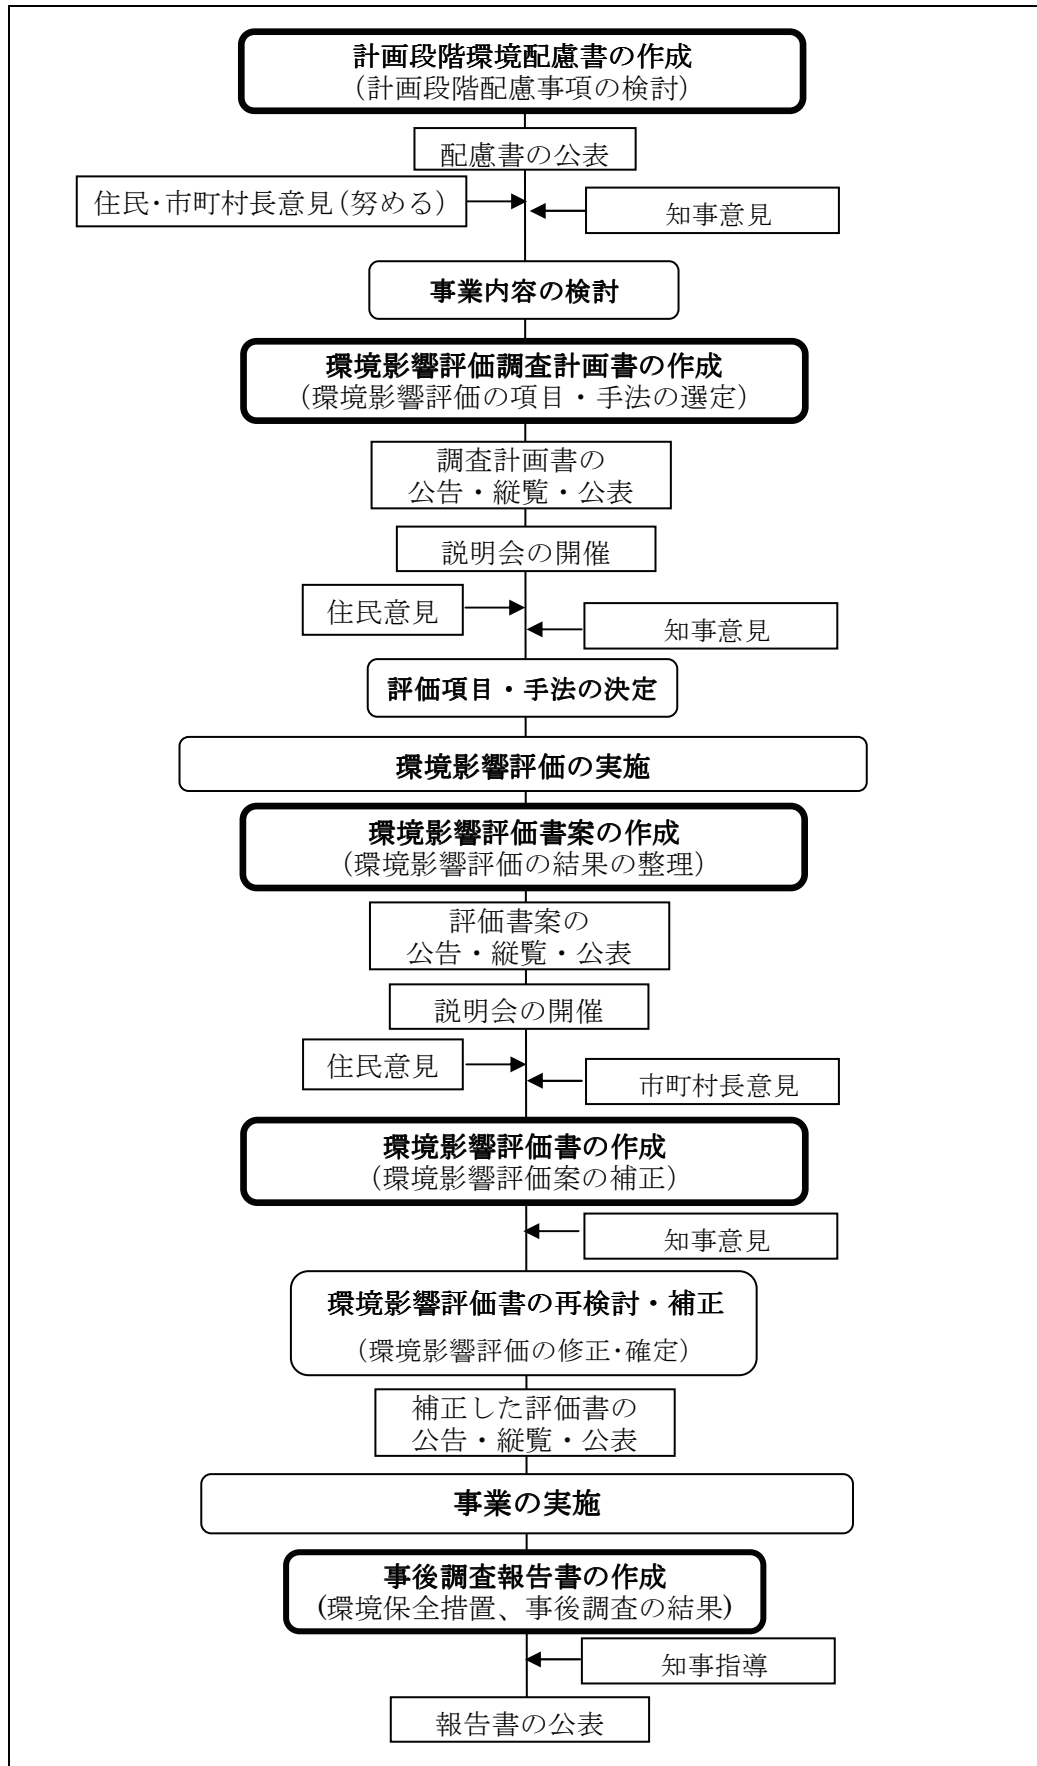 計画段階環境配慮書の作成
(計画段階配慮事項の検討)
配慮書の公表
住民・市町村長意見(努める)
知事意見
事業内容の検討
環境影響評価調査計画書の作成
(環境影響評価の項目・手法の選定)
調査計画書の
公告・縦覧・公表
説明会の開催
住民意見
知事意見
評価項目・手法の決定
環境影響評価の実施
環境影響評価書案の作成
(環境影響評価の結果の整理)
評価書案の
公告・縦覧・公表
説明会の開催
住民意見
市町村長意見
環境影響評価書の作成
(環境影響評価案の補正)
知事意見
環境影響評価書の再検討・補正
(環境影響評価の修正・確定)
補正した評価書の
公告・縦覧・公表
事業の実施
事後調査報告書の作成
(環境保全措置、事後調査の結果)
知事指導
報告書の公表